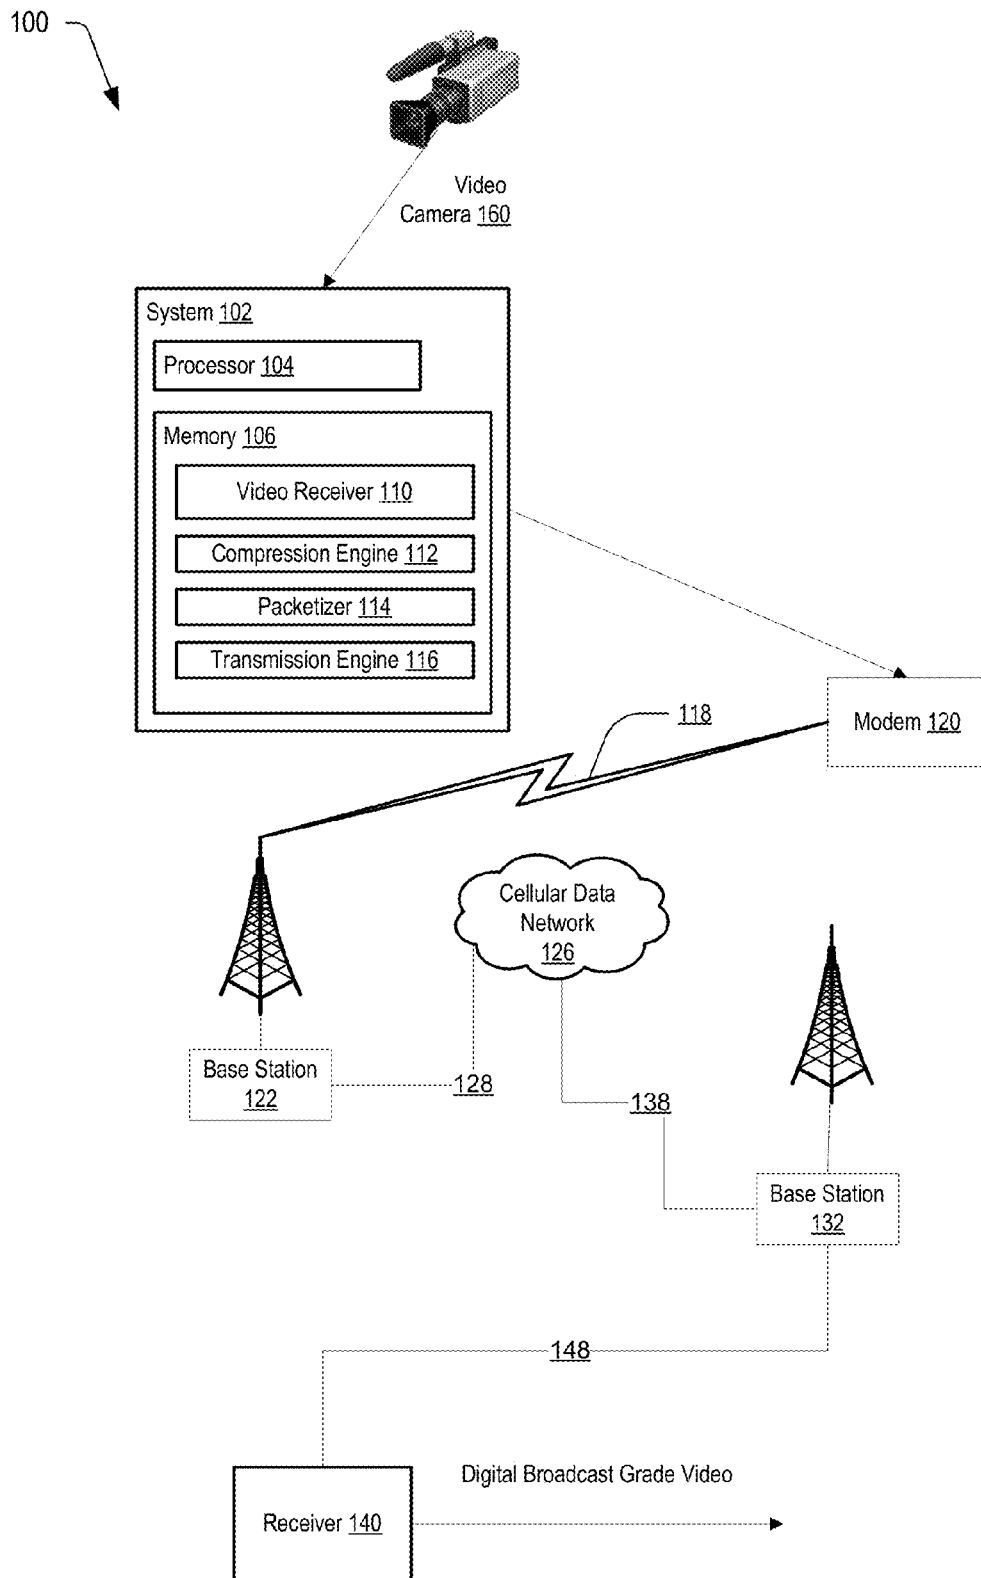 100
Video
Camera 160
System 102
Processor 104
Memory 106
Video Receiver 110
Compression Engine 112
Packetizer 114
Transmission Engine 116
118
Modem 120
Cellular Data
Network
126
Base Station
122
128
138
Base Station
132
148
Digital Broadcast Grade Video
Receiver 140